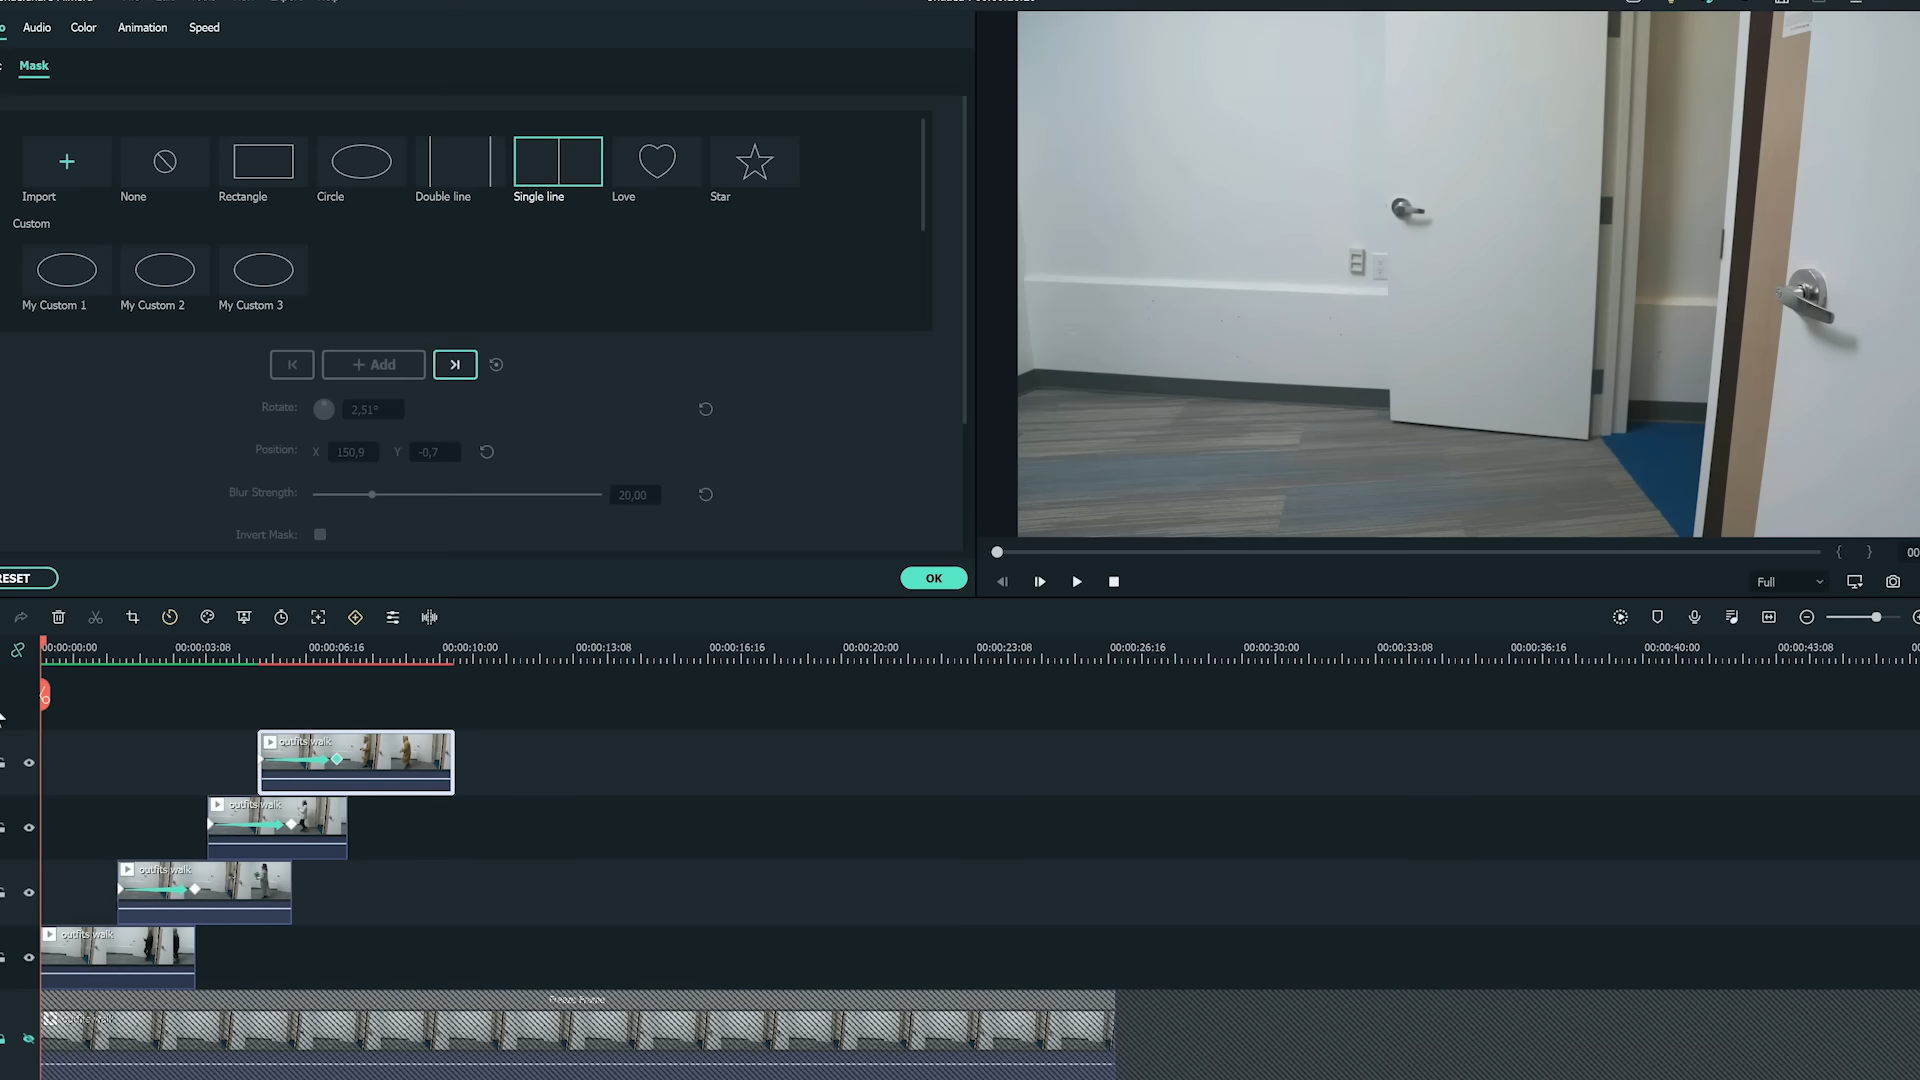 Audio
Color
Animation
Speed
Mask
Import
None
Rectangle
Circle
Double line
Single line
Love
Star
Custom
My Custom 1
My Custom 2
My Custom 3
+ Add
Rotate:
2,51°
Position:
X
150,9
Y
-0,7
Blur Strength:
20,00
Invert Mask:
RESET
OK
{
}
00
Full
00:00:00:00
00:00:03:08
00:00:06:16
00:00:10:00
00:00:13:08
00:00:16:16
00:00:20:00
00:00:23:08
00:00:26:16
00:00:30:00
00:00:33:08
00:00:36:16
00:00:40:00
00:00:43:08
outfits walk
outfits walk
outfits walk
outfits walk
Freeze Frame
outfits walk